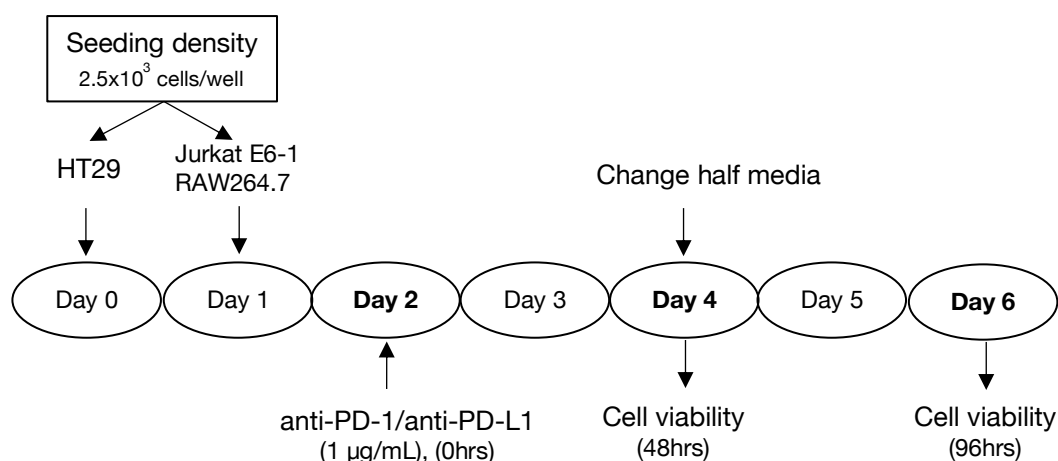 Seeding density
2.5x10³ cells/well
HT29
Jurkat E6-1
RAW264.7
Change half media
Day 0
Day 1
Day 2
Day 3
Day 4
Day 5
Day 6
anti-PD-1/anti-PD-L1
(1 µg/mL), (0hrs)
Cell viability
(48hrs)
Cell viability
(96hrs)